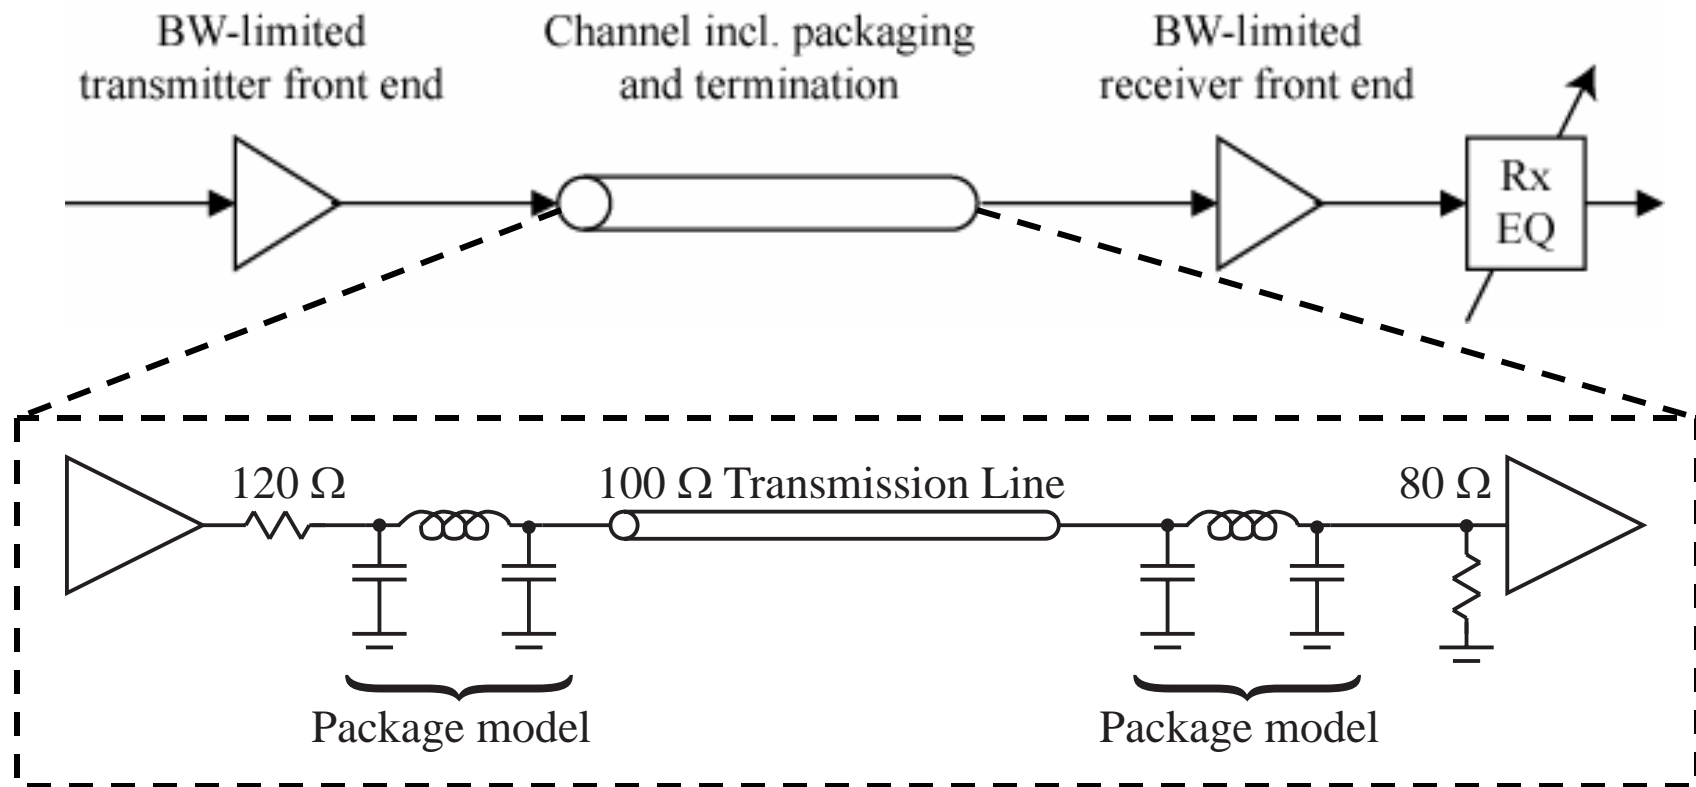 BW-limited
transmitter front end
Channel incl. packaging
and termination
BW-limited
receiver front end
Rx
EQ
120 Ω
100 Ω Transmission Line
80 Ω
Package model
Package model